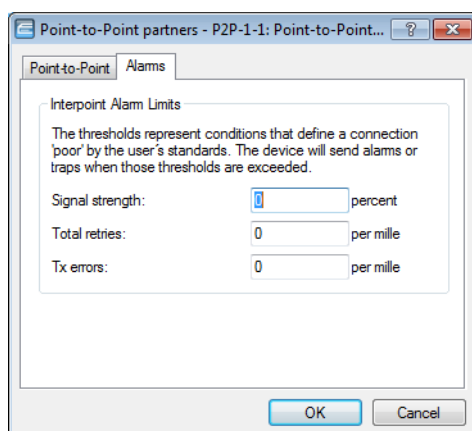 Point-to-Point partners - P2P-1-1: Point-to-Point...
Point-to-Point
Alarms
Interpoint Alarm Limits
The thresholds represent conditions that define a connection
'poor' by the user´s standards. The device will send alarms or
traps when those thresholds are exceeded.
Signal strength: 0 percent
Total retries: 0 per mille
Tx errors: 0 per mille
OK Cancel